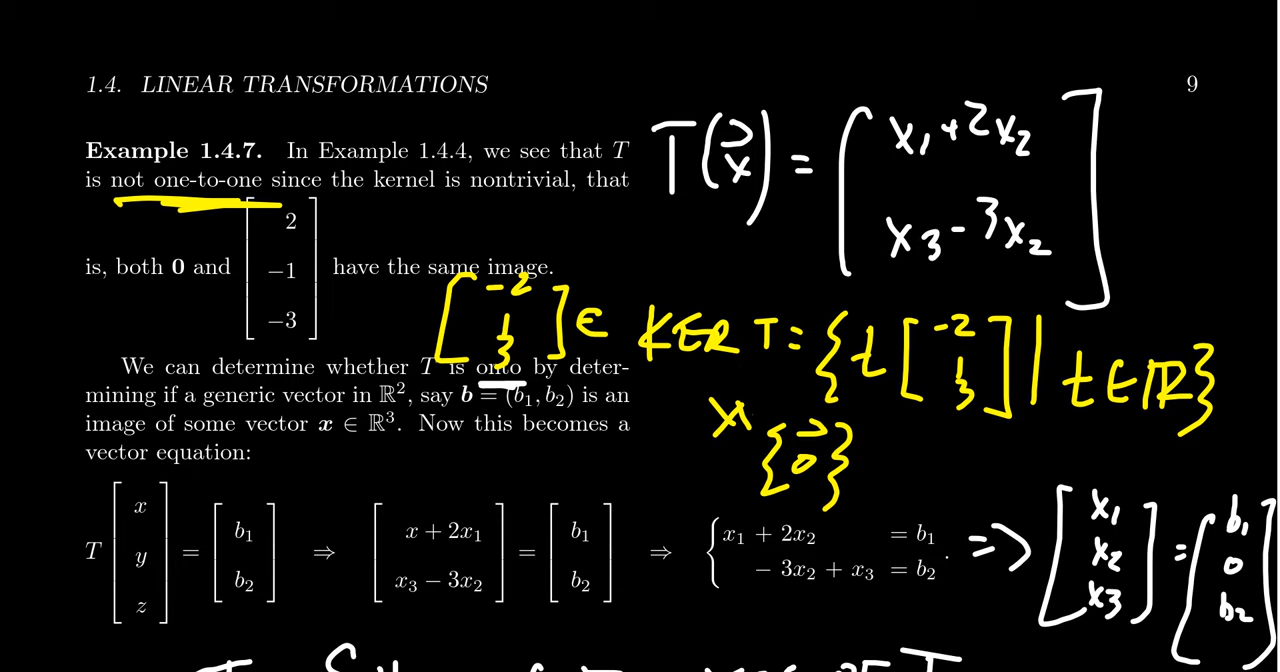 1.4. LINEAR TRANSFORMATIONS 9
Example 1.4.7. In Example 1.4.4, we see that T
is not one-to-one since the kernel is nontrivial, that
is, both 0 and [2 −1 −3] have the same image.
We can determine whether T is onto by deter-
mining if a generic vector in ℝ², say b = (b₁, b₂) is an
image of some vector x ∈ ℝ³. Now this becomes a
vector equation:
T [x y z] = [b₁ b₂] ⇒ [x + 2x₁ x₃ − 3x₂] = [b₁ b₂] ⇒ { x₁ + 2x₂ = b₁
− 3x₂ + x₃ = b₂ .
T(x⃗) = [x₁+2x₂ x₃-3x₂]
[-2 1 3] ∈ KER T = {t [-2 1 3] | t ∈ ℝ}
{0⃗}
=> [x₁ x₂ x₃] = [b₁ 0 b₂]